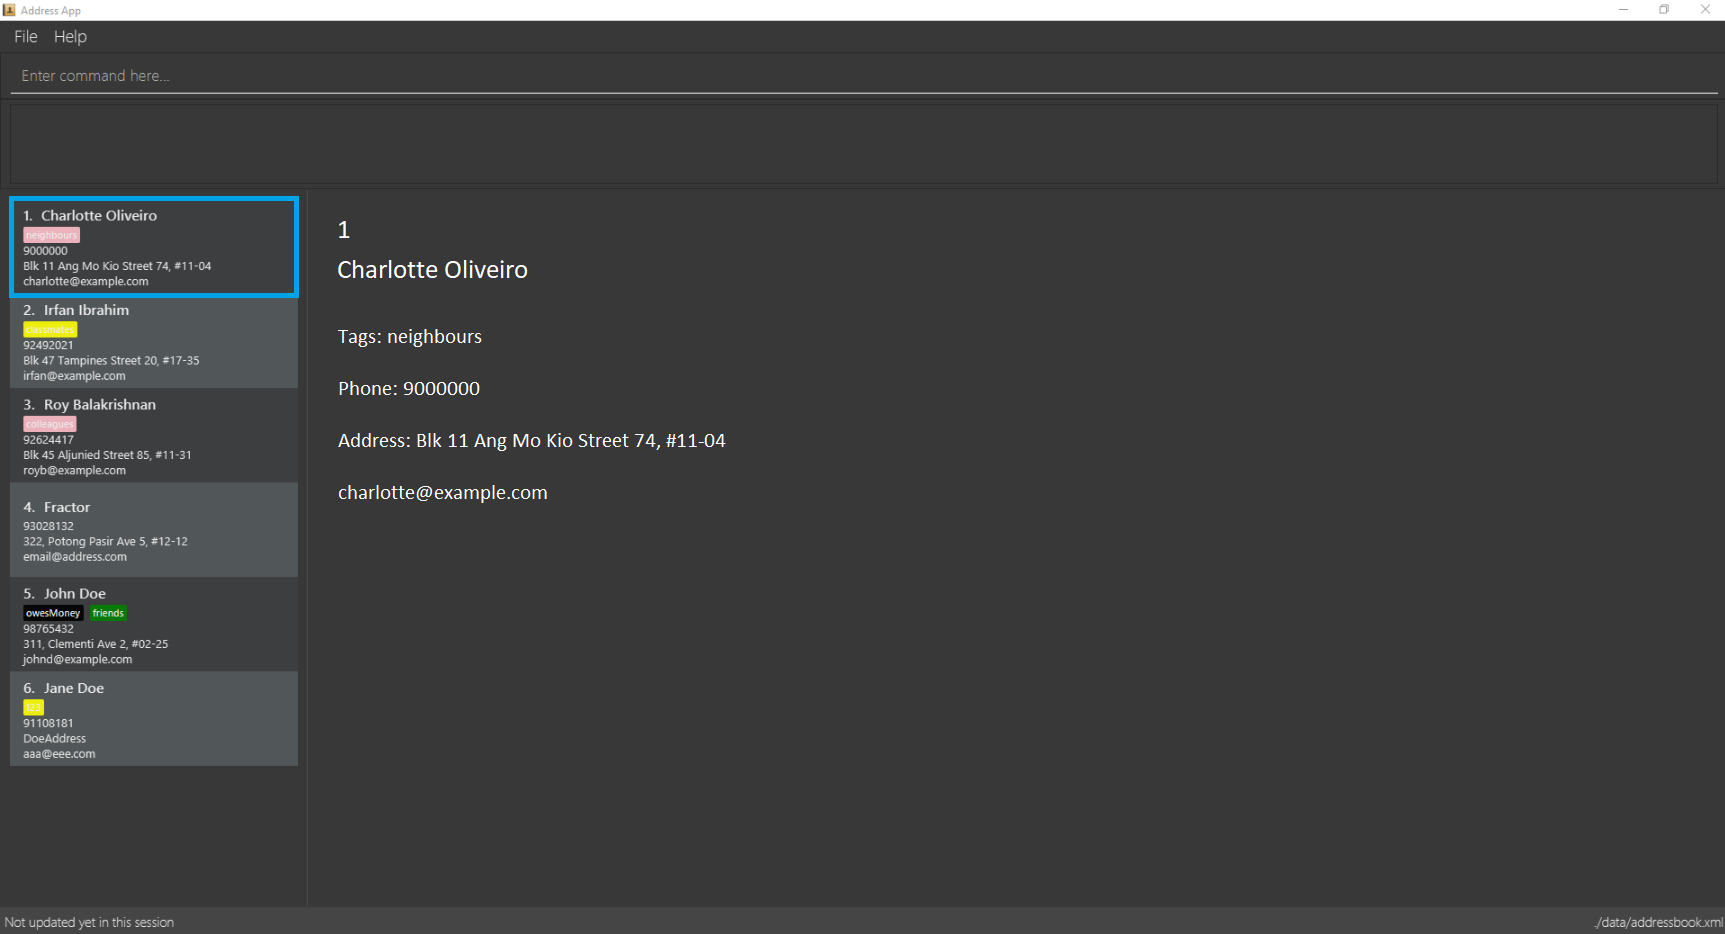 Address App
File Help
Enter command here...
1. Charlotte Oliveiro
neighbours
9000000
Blk 11 Ang Mo Kio Street 74, #11-04
charlotte@example.com
2. Irfan Ibrahim
classmates
92492021
Blk 47 Tampines Street 20, #17-35
irfan@example.com
3. Roy Balakrishnan
colleagues
92624417
Blk 45 Aljunied Street 85, #11-31
royb@example.com
4. Fractor
93028132
322, Potong Pasir Ave 5, #12-12
email@address.com
5. John Doe
owesMoney friends
98765432
311, Clementi Ave 2, #02-25
johnd@example.com
6. Jane Doe
123
91108181
DoeAddress
aaa@eee.com
1
Charlotte Oliveiro
Tags: neighbours
Phone: 9000000
Address: Blk 11 Ang Mo Kio Street 74, #11-04
charlotte@example.com
Not updated yet in this session
./data/addressbook.xml